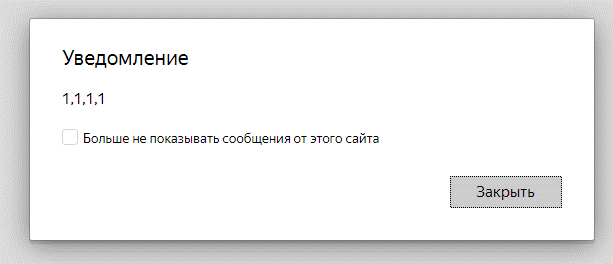 Уведомление
1,1,1,1
Больше не показывать сообщения от этого сайта
Закрыть